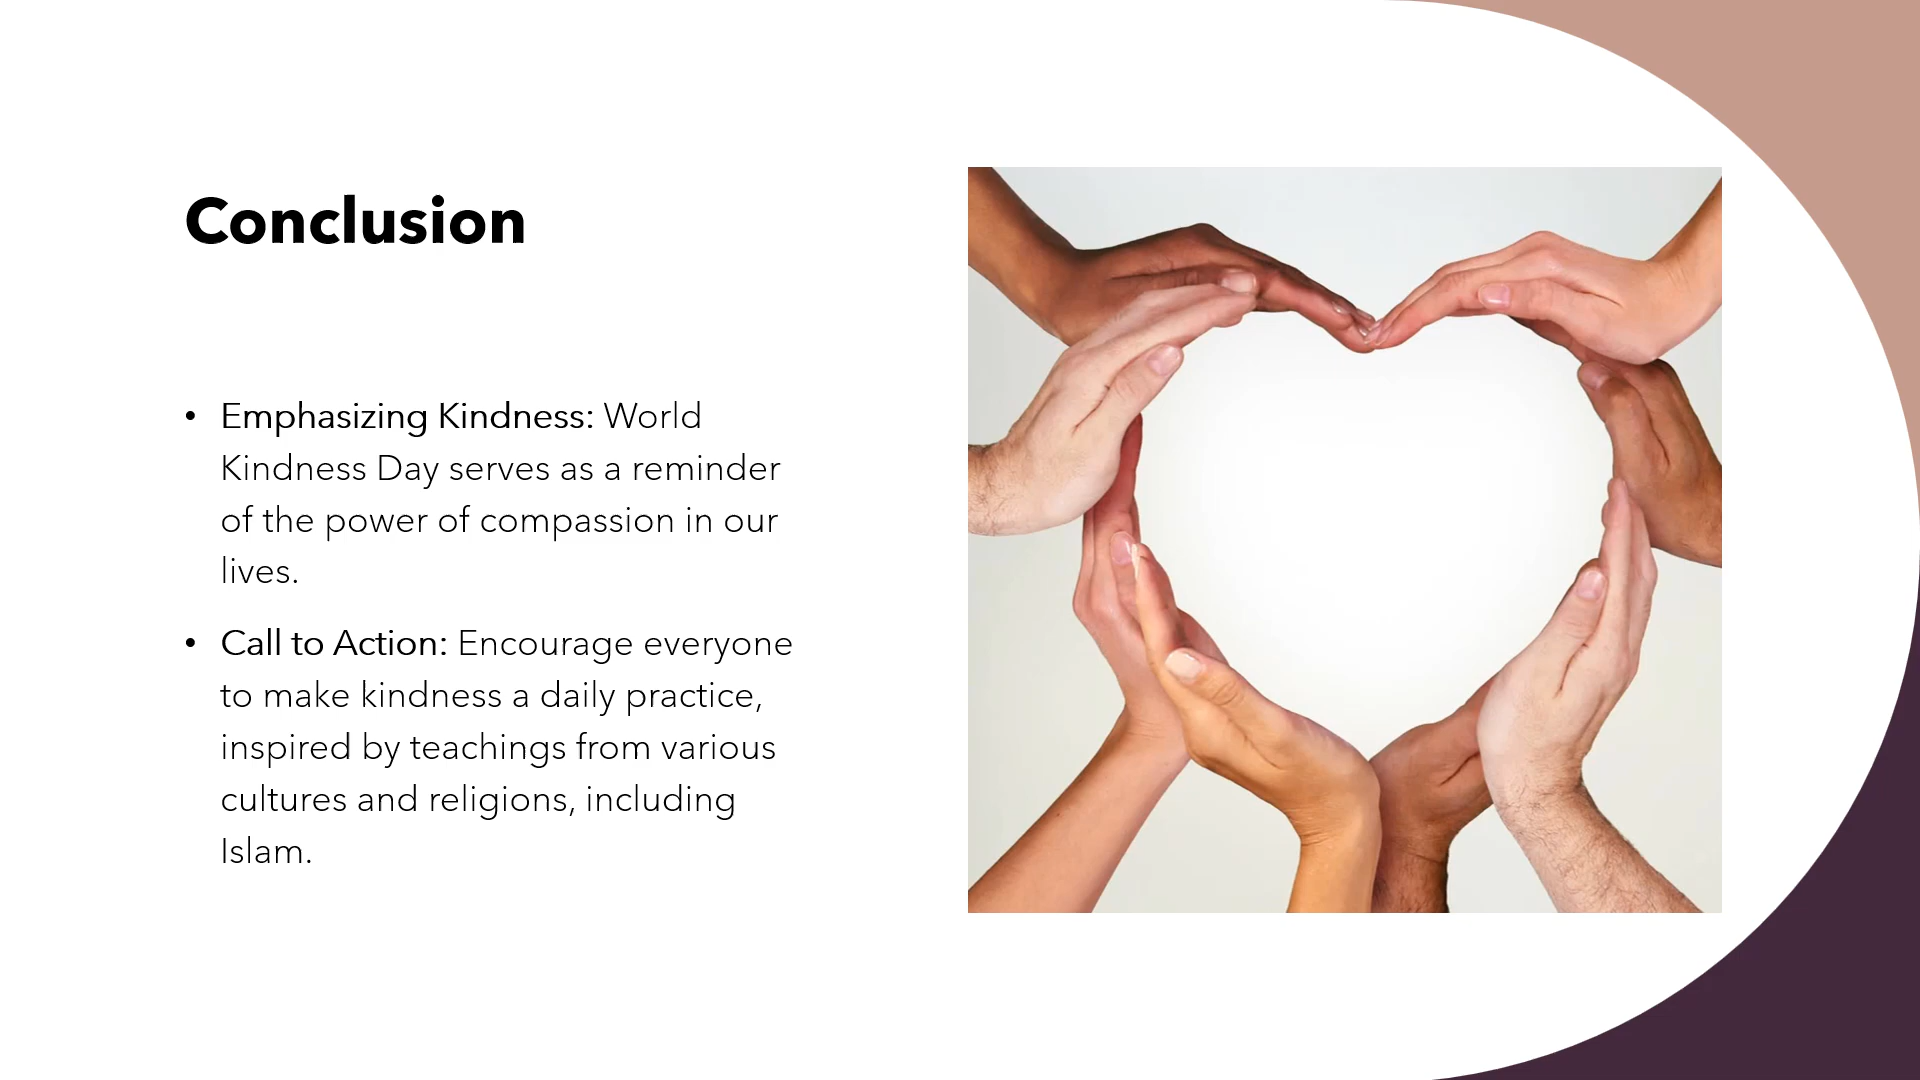 Conclusion
• Emphasizing Kindness: World
Kindness Day serves as a reminder
of the power of compassion in our
lives.
• Call to Action: Encourage everyone
to make kindness a daily practice,
inspired by teachings from various
cultures and religions, including
Islam.